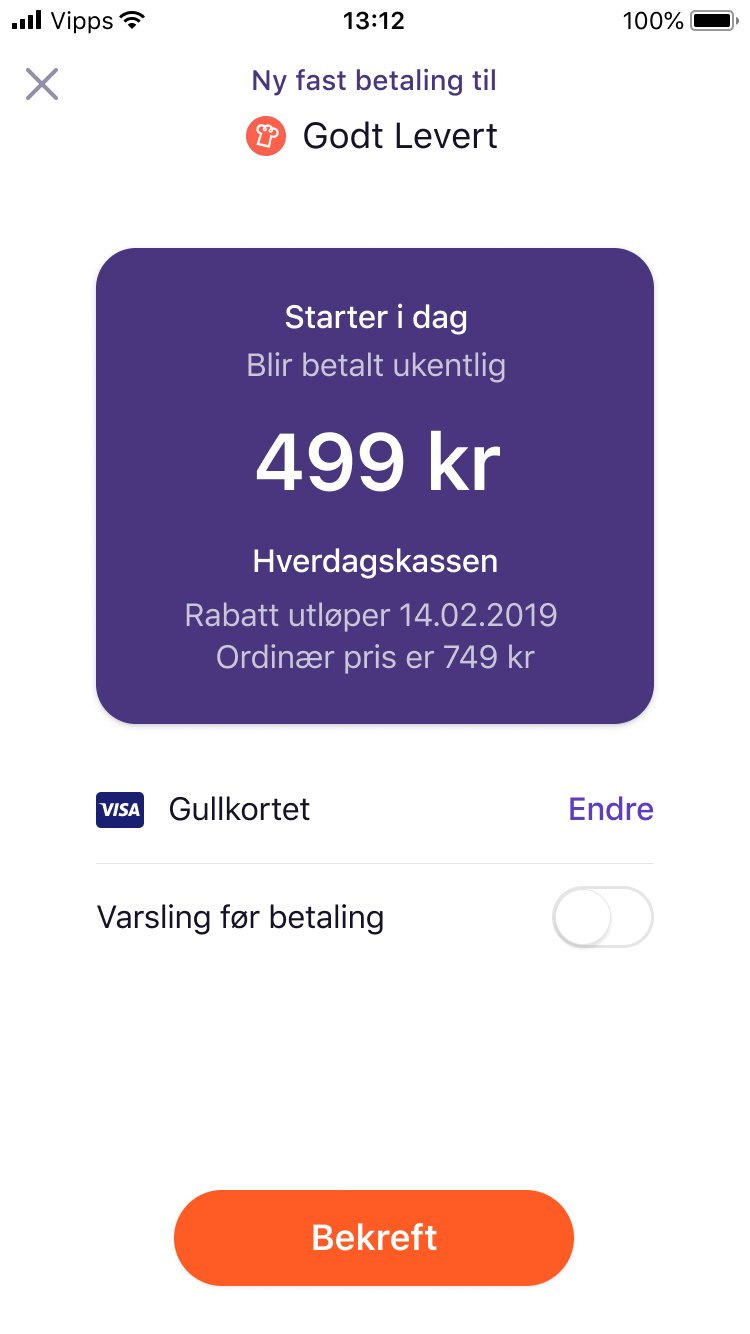 Vipps 13:12 100%
Ny fast betaling til
Godt Levert
Starter i dag
Blir betalt ukentlig
499 kr
Hverdagskassen
Rabatt utløper 14.02.2019
Ordinær pris er 749 kr
VISA Gullkortet Endre
Varsling før betaling
Bekreft